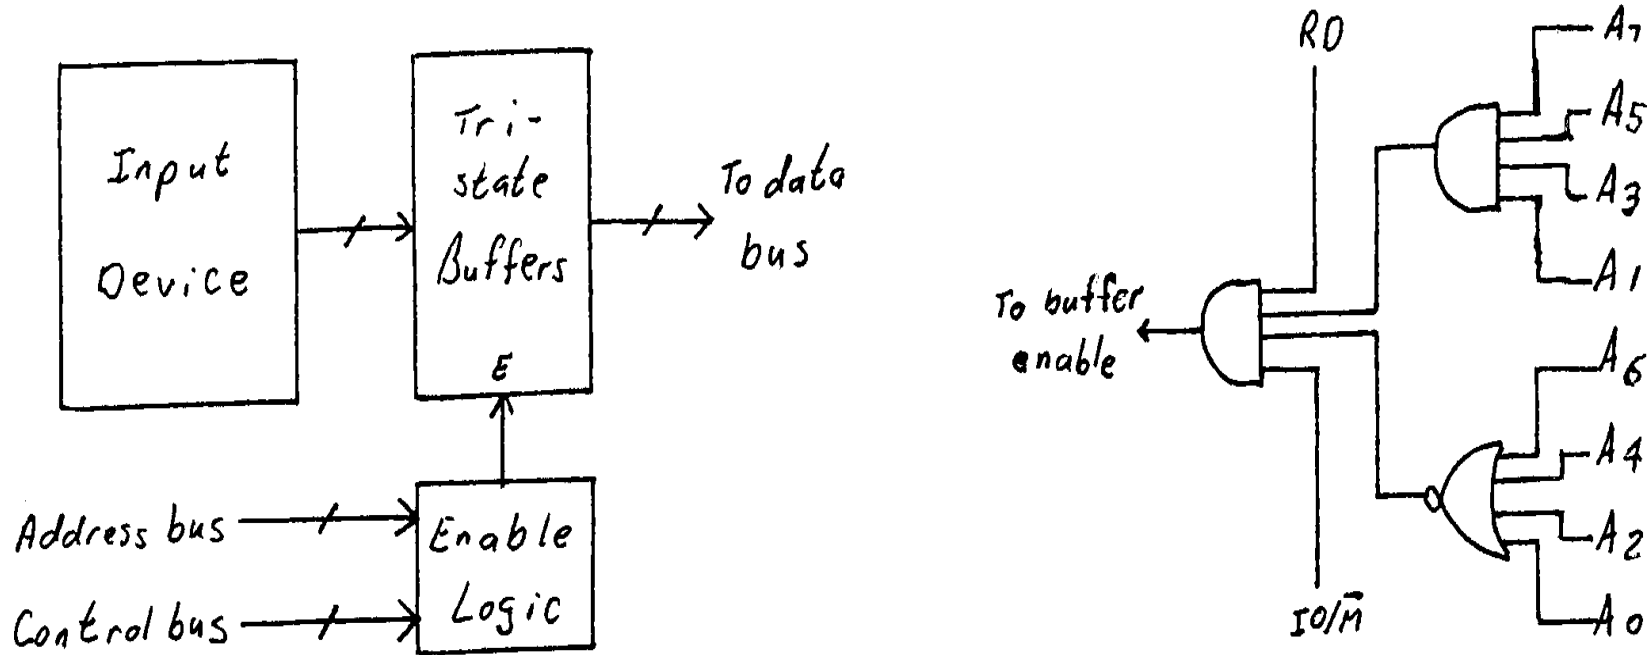 Input
Device
Tri-
state
Buffers
E
To data
bus
Address bus
Control bus
Enable
Logic
RD
To buffer
enable
IO/M̅
A7
A5
A3
A1
A6
A4
A2
A0